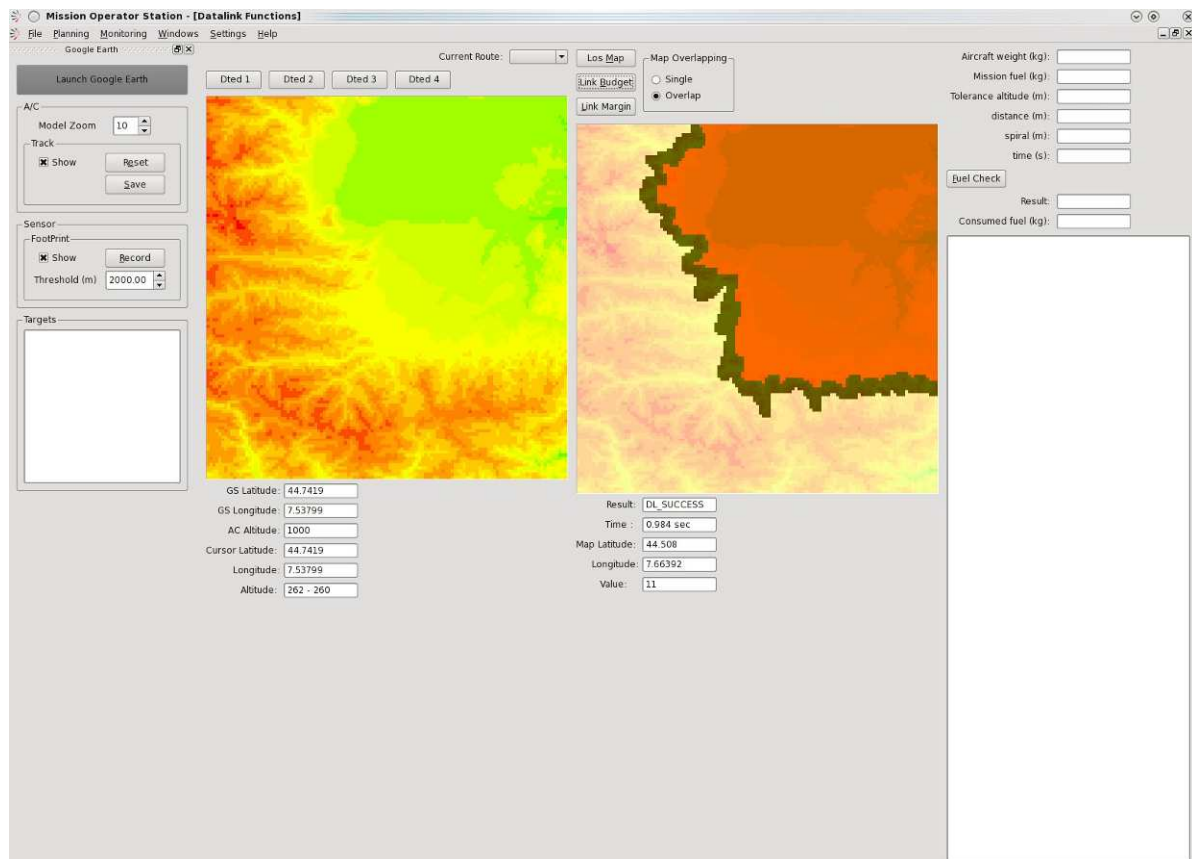 Mission Operator Station - [Datalink Functions]
File Planning Monitoring Windows Settings Help
Google Earth
Launch Google Earth
A/C
Model Zoom 10
Track
Show Reset
Save
Sensor
FootPrint
Show Record
Threshold (m) 2000.00
Targets
Current Route:
Dted 1 Dted 2 Dted 3 Dted 4
GS Latitude: 44.7419
GS Longitude: 7.53799
AC Altitude: 1000
Cursor Latitude: 44.7419
Longitude: 7.53799
Altitude: 262 - 260
Los Map
Link Budget
Link Margin
Map Overlapping
Single
Overlap
Result: DL_SUCCESS
Time : 0.984 sec
Map Latitude: 44.508
Longitude: 7.66392
Value: 11
Aircraft weight (kg):
Mission fuel (kg):
Tolerance altitude (m):
distance (m):
spiral (m):
time (s):
Fuel Check
Result:
Consumed fuel (kg):